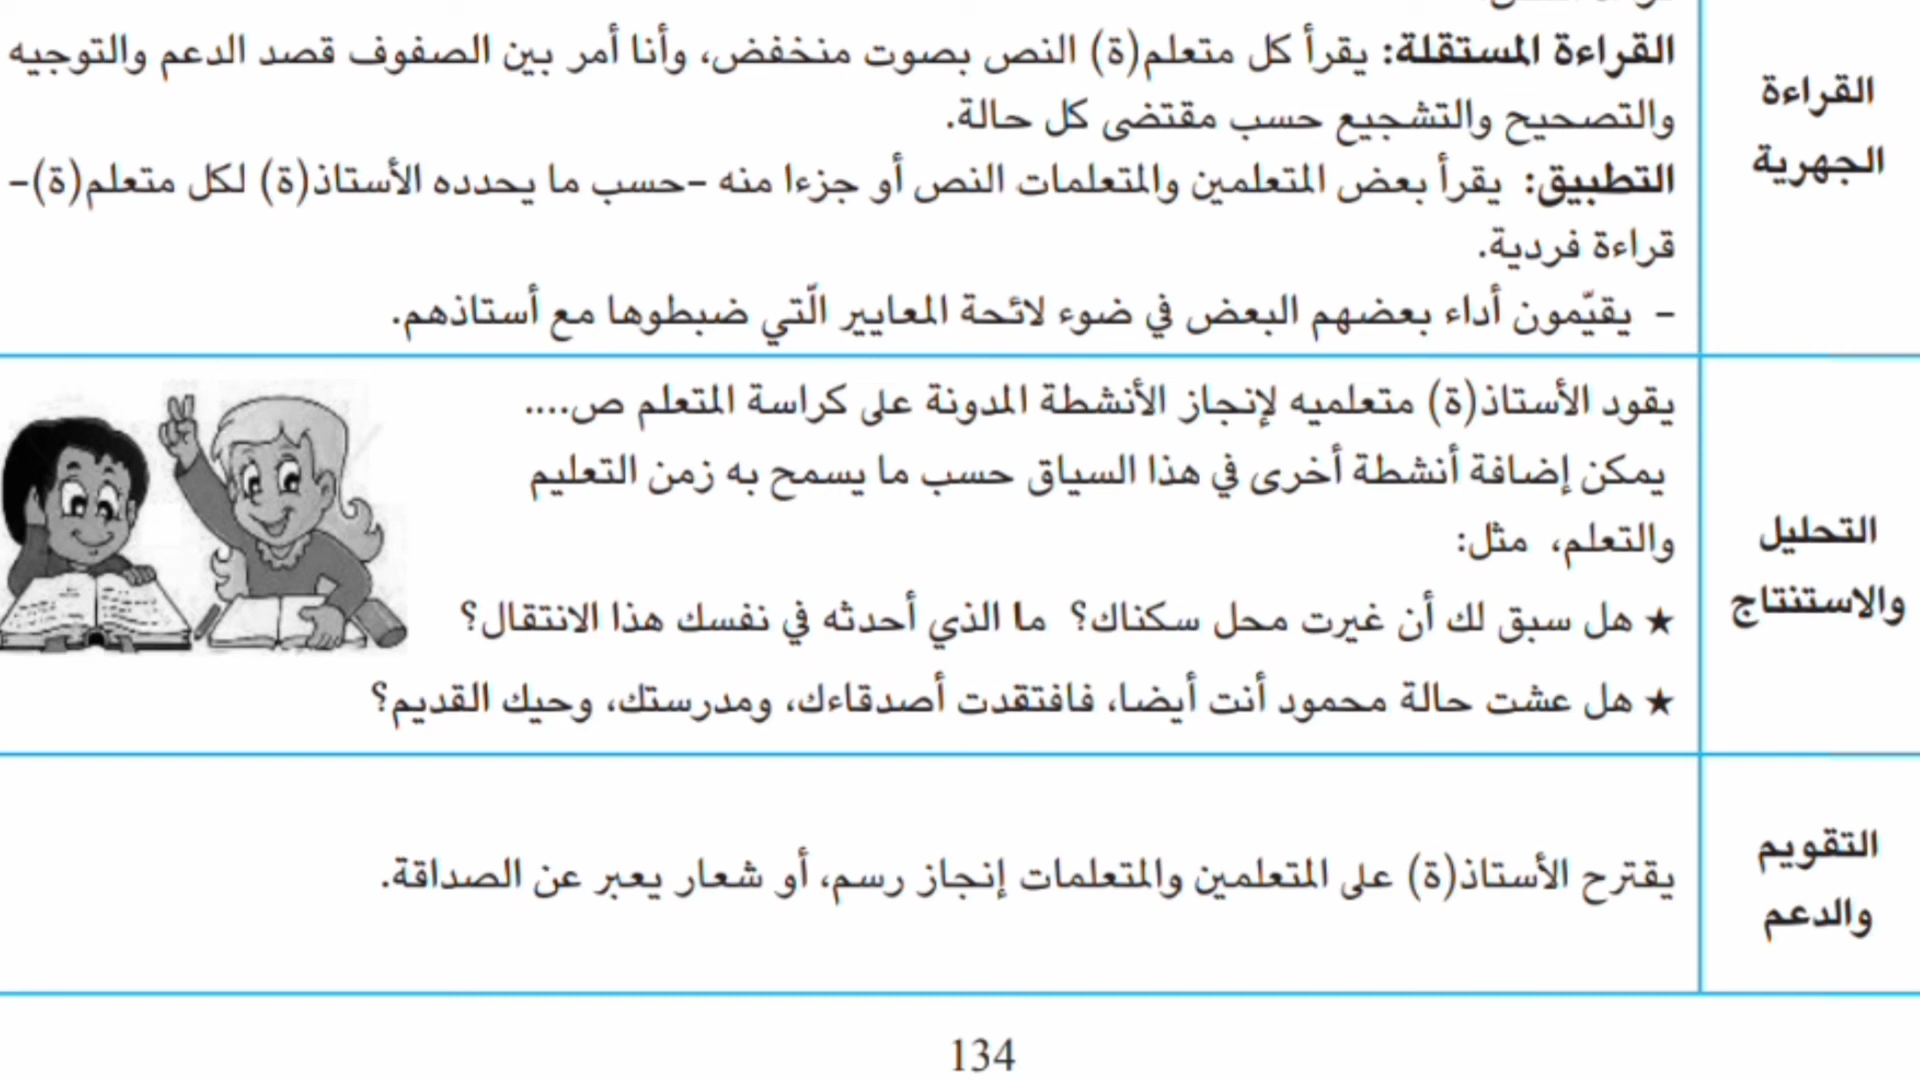 القراءة
الجهرية
القراءة المستقلة: يقرأ كل متعلم(ة) النص بصوت منخفض، وأنا أمر بين الصفوف قصد الدعم والتوجيه
والتصحيح والتشجيع حسب مقتضى كل حالة.
التطبيق: يقرأ بعض المتعلمين والمتعلمات النص أو جزءا منه –حسب ما يحدده الأستاذ(ة) لكل متعلم(ة)–
قراءة فردية.
– يقيّمون أداء بعضهم البعض في ضوء لائحة المعايير الّتي ضبطوها مع أستاذهم.
التحليل
والاستنتاج
يقود الأستاذ(ة) متعلميه لإنجاز الأنشطة المدونة على كراسة المتعلم ص....
يمكن إضافة أنشطة أخرى في هذا السياق حسب ما يسمح به زمن التعليم
والتعلم، مثل:
★ هل سبق لك أن غيرت محل سكناك؟ ما الذي أحدثه في نفسك هذا الانتقال؟
★ هل عشت حالة محمود أنت أيضا، فافتقدت أصدقاءك، ومدرستك، وحيك القديم؟
التقويم
والدعم
يقترح الأستاذ(ة) على المتعلمين والمتعلمات إنجاز رسم، أو شعار يعبر عن الصداقة.
134